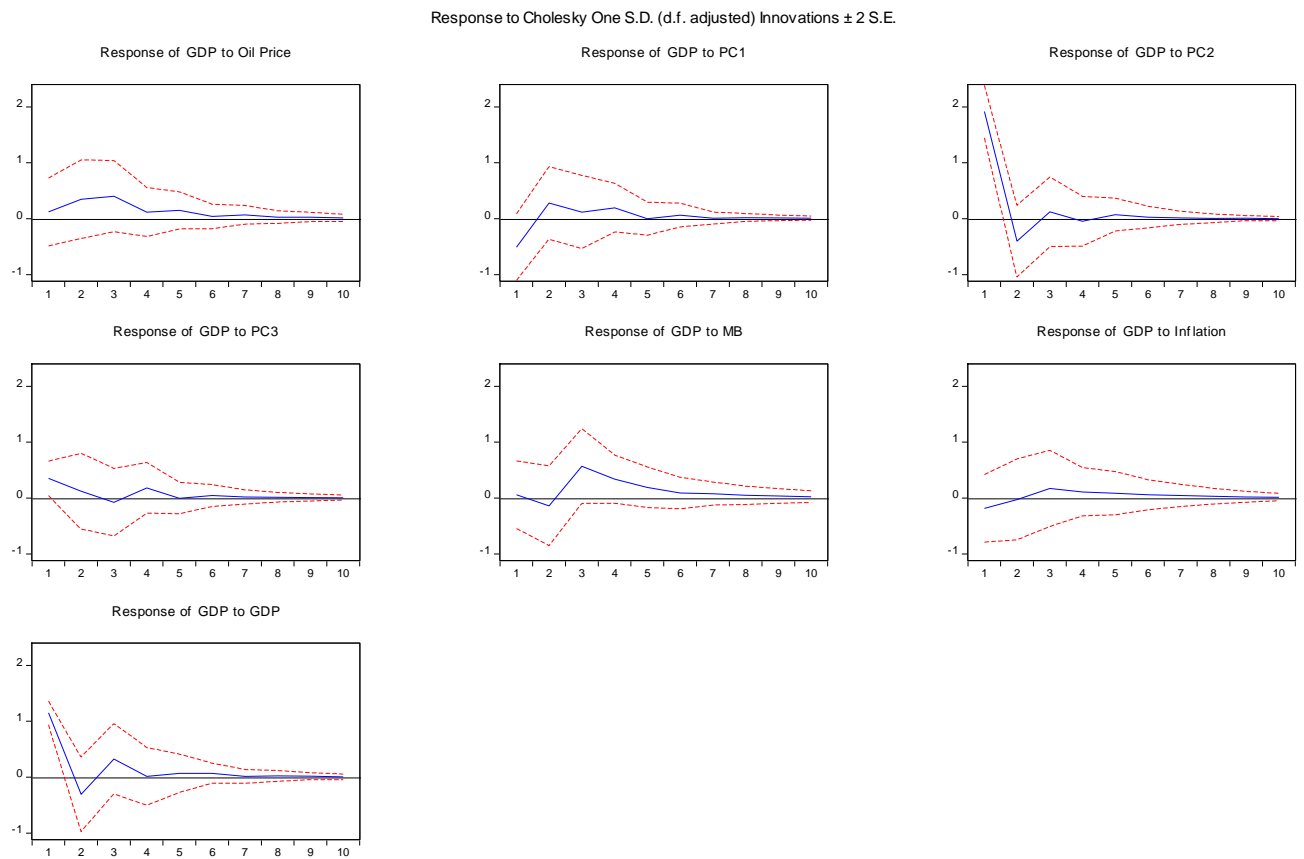 Response to Cholesky One S.D. (d.f. adjusted) Innovations ± 2 S.E.
Response of GDP to Oil Price
2
1
0
-1
1 2 3 4 5 6 7 8 9 10
Response of GDP to PC1
2
1
0
-1
1 2 3 4 5 6 7 8 9 10
Response of GDP to PC2
2
1
0
-1
1 2 3 4 5 6 7 8 9 10
Response of GDP to PC3
2
1
0
-1
1 2 3 4 5 6 7 8 9 10
Response of GDP to MB
2
1
0
-1
1 2 3 4 5 6 7 8 9 10
Response of GDP to Inflation
2
1
0
-1
1 2 3 4 5 6 7 8 9 10
Response of GDP to GDP
2
1
0
-1
1 2 3 4 5 6 7 8 9 10